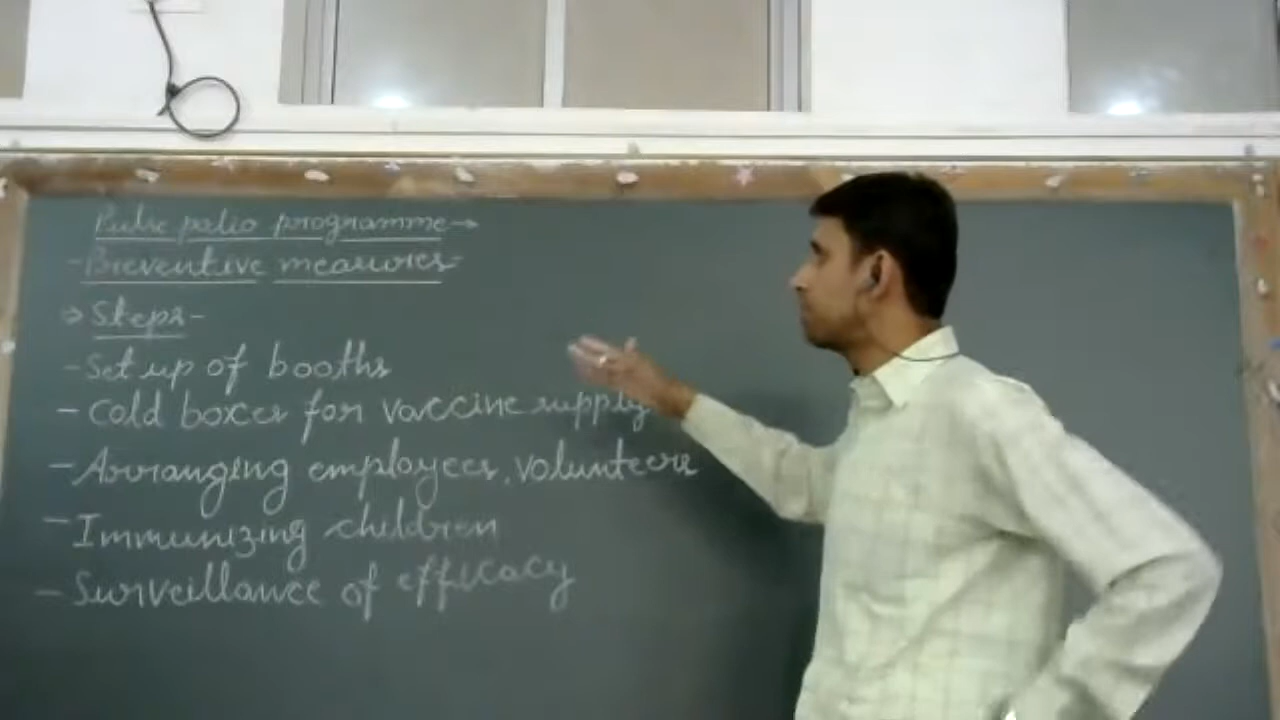 Pulse polio programme →
- Preventive measures -
⇒ Steps -
- Set up of booths
- Cold boxes for vaccine supply
- Arranging employees, volunteers
- Immunizing children
- Surveillance of efficacy